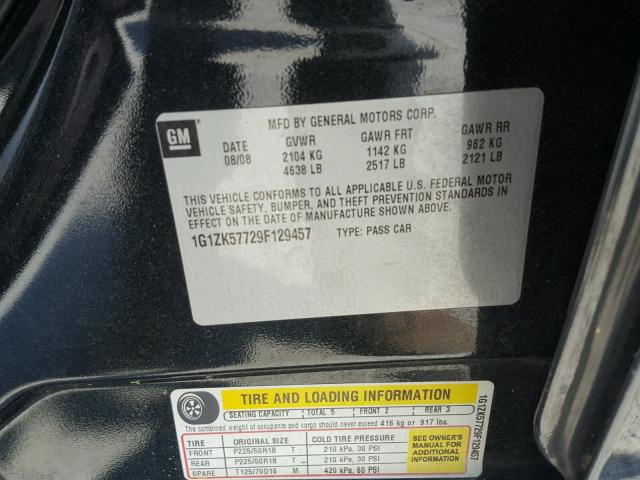 GM
MFD BY GENERAL MOTORS CORP.
DATE GVWR GAWR FRT GAWR RR
08/08 2104 KG 1142 KG 962 KG
4638 LB 2517 LB 2121 LB
THIS VEHICLE CONFORMS TO ALL APPLICABLE U.S. FEDERAL MOTOR
VEHICLE SAFETY, BUMPER, AND THEFT PREVENTION STANDARDS IN
EFFECT ON THE DATE OF MANUFACTURE SHOWN ABOVE.
1G1ZK57729F129457 TYPE: PASS CAR
TIRE AND LOADING INFORMATION
SEATING CAPACITY TOTAL 5 FRONT 2 REAR 3
The combined weight of occupants and cargo should never exceed 416 kg or 917 lbs.
TIRE ORIGINAL SIZE COLD TIRE PRESSURE
FRONT P225/50R18 T 210 kPa, 30 PSI
REAR P225/50R18 T 210 kPa, 30 PSI
SPARE T125/70D16 M 420 kPa, 60 PSI
SEE OWNER'S
MANUAL FOR
ADDITIONAL
INFORMATION
1G1ZK57729F129457